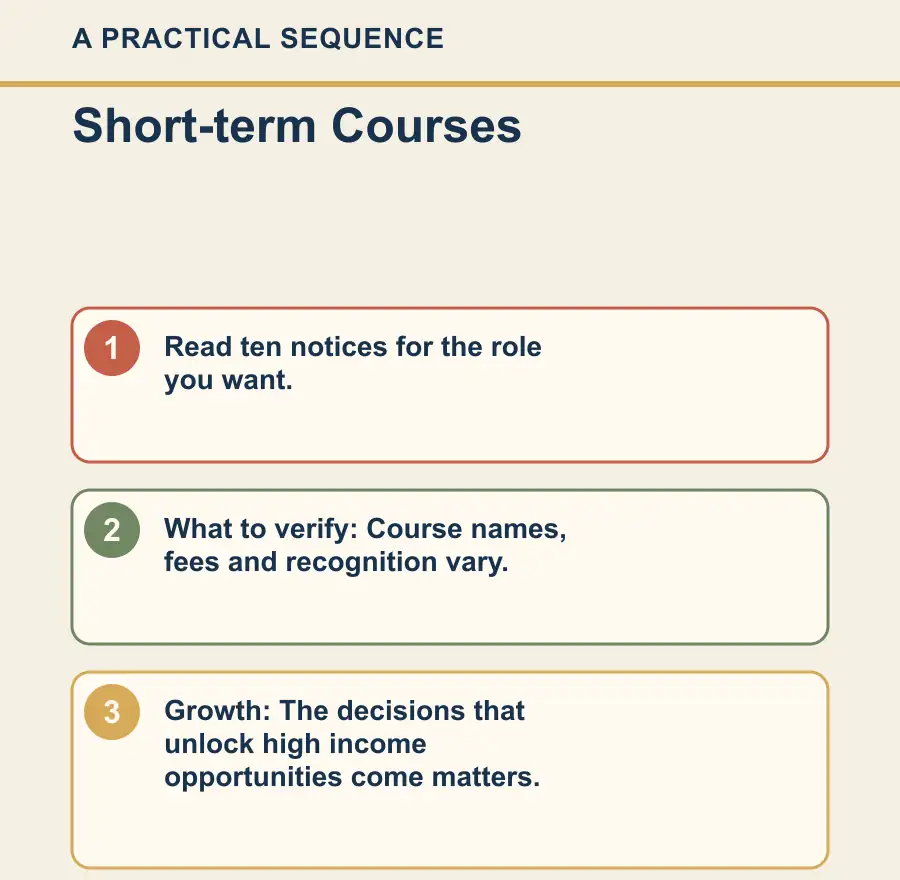 A PRACTICAL SEQUENCE
Short-term Courses
1
Read ten notices for the role
you want.
2
What to verify: Course names,
fees and recognition vary.
3
Growth: The decisions that
unlock high income
opportunities come matters.